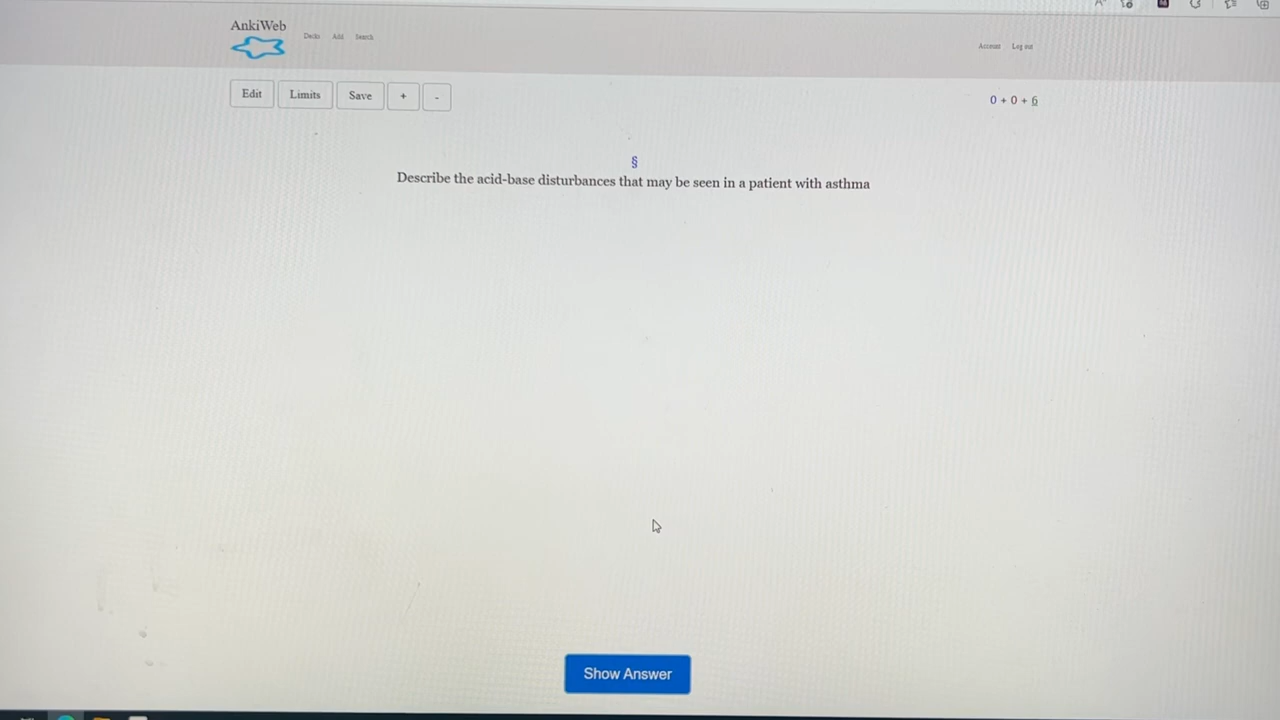 AnkiWeb
Decks Add Search
Account Log out
Edit Limits Save + -
0 + 0 + 6
§
Describe the acid-base disturbances that may be seen in a patient with asthma
Show Answer